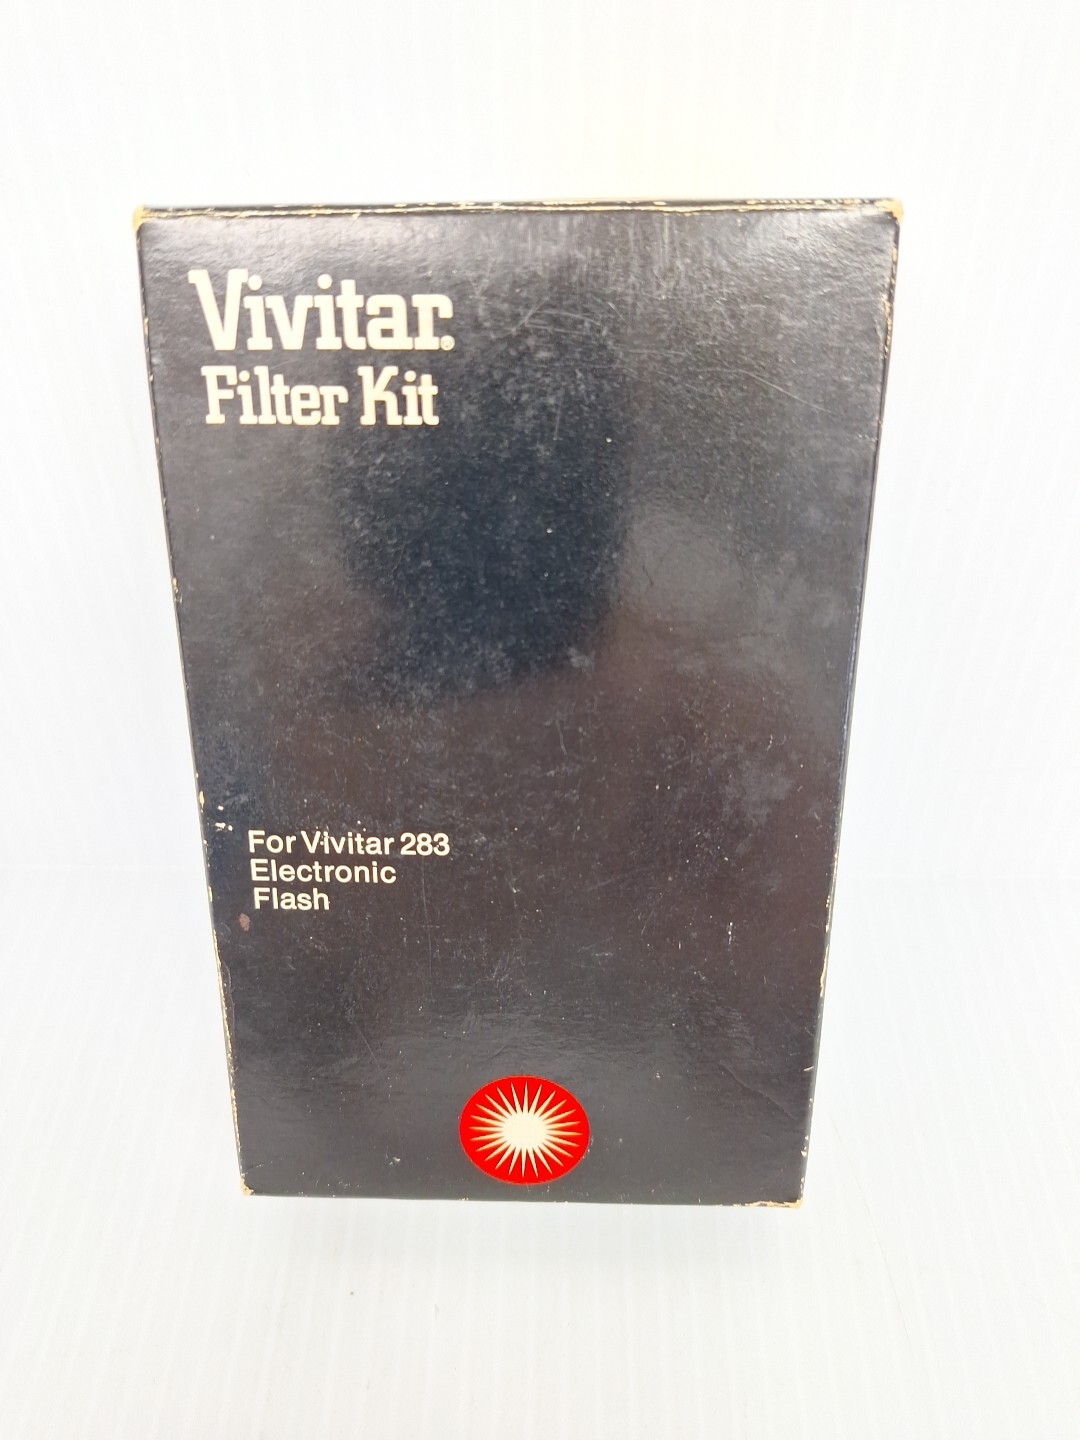 Vivitar®
Filter Kit
For Vivitar 283
Electronic
Flash